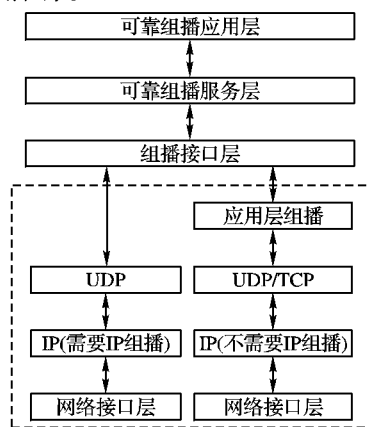 可靠组播应用层
可靠组播服务层
组播接口层
应用层组播
UDP
UDP/TCP
IP(需要IP组播)
IP(不需要IP组播)
网络接口层
网络接口层